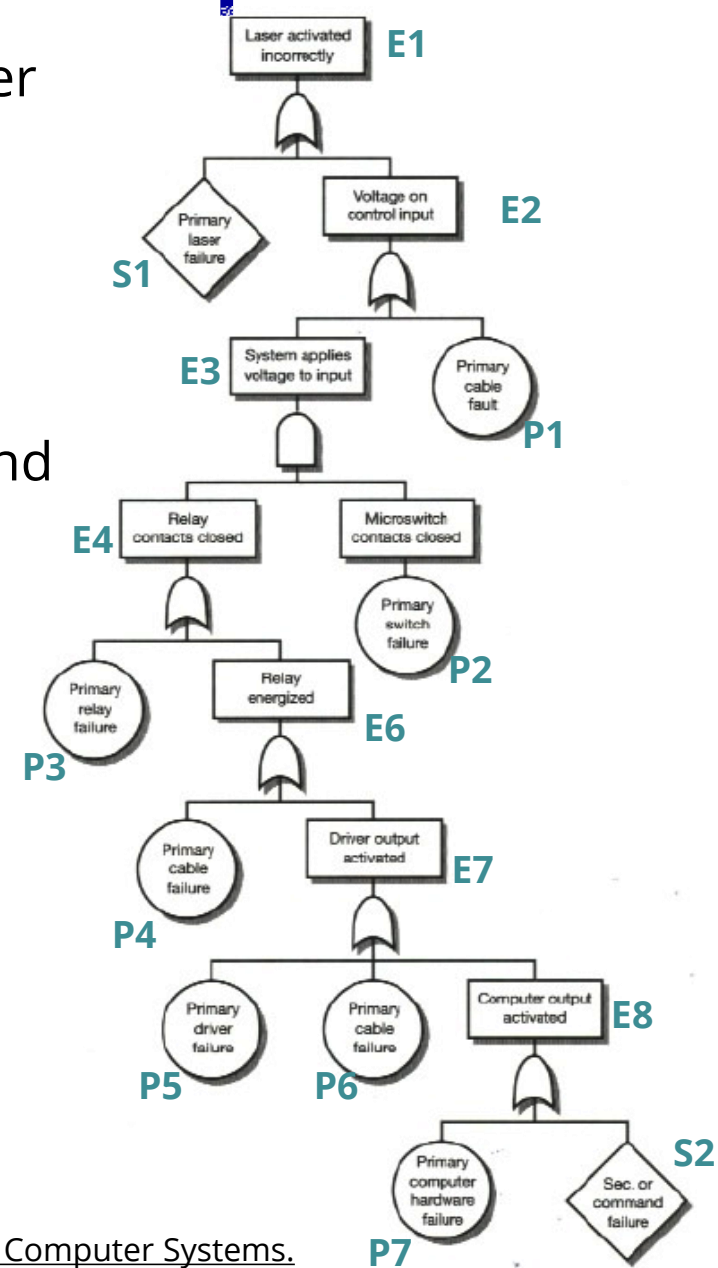 Laser activated
incorrectly
E1
er
Primary
laser
failure
S1
Voltage on
control input
E2
E3
System applies
voltage to input
Primary
cable
fault
P1
nd
E4
Relay
contacts closed
Microswitch
contacts closed
Primary
switch
failure
P2
Primary
relay
failure
P3
Relay
energized
E6
Primary
cable
failure
P4
Driver output
activated
E7
Primary
driver
failure
P5
Primary
cable
failure
P6
Computer output
activated
E8
Primary
computer
hardware
failure
P7
Sec. or
command
failure
S2
Computer Systems.